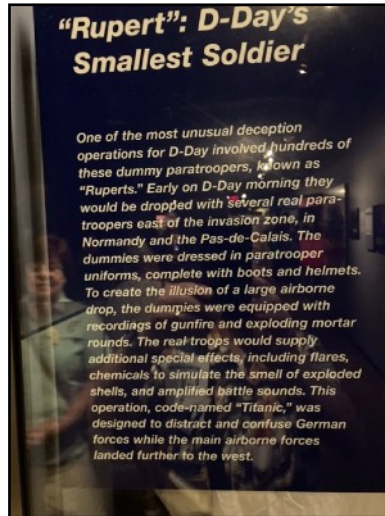 “Rupert”: D-Day’s
Smallest Soldier
One of the most unusual deception
operations for D-Day involved hundreds of
these dummy paratroopers, known as
“Ruperts.” Early on D-Day morning they
would be dropped with several real para-
troopers east of the invasion zone, in
Normandy and the Pas-de-Calais. The
dummies were dressed in paratrooper
uniforms, complete with boots and helmets.
To create the illusion of a large airborne
drop, the dummies were equipped with
recordings of gunfire and exploding mortar
rounds. The real troops would supply
additional special effects, including flares,
chemicals to simulate the smell of exploded
shells, and amplified battle sounds. This
operation, code-named “Titanic,” was
designed to distract and confuse German
forces while the main airborne forces
landed further to the west.